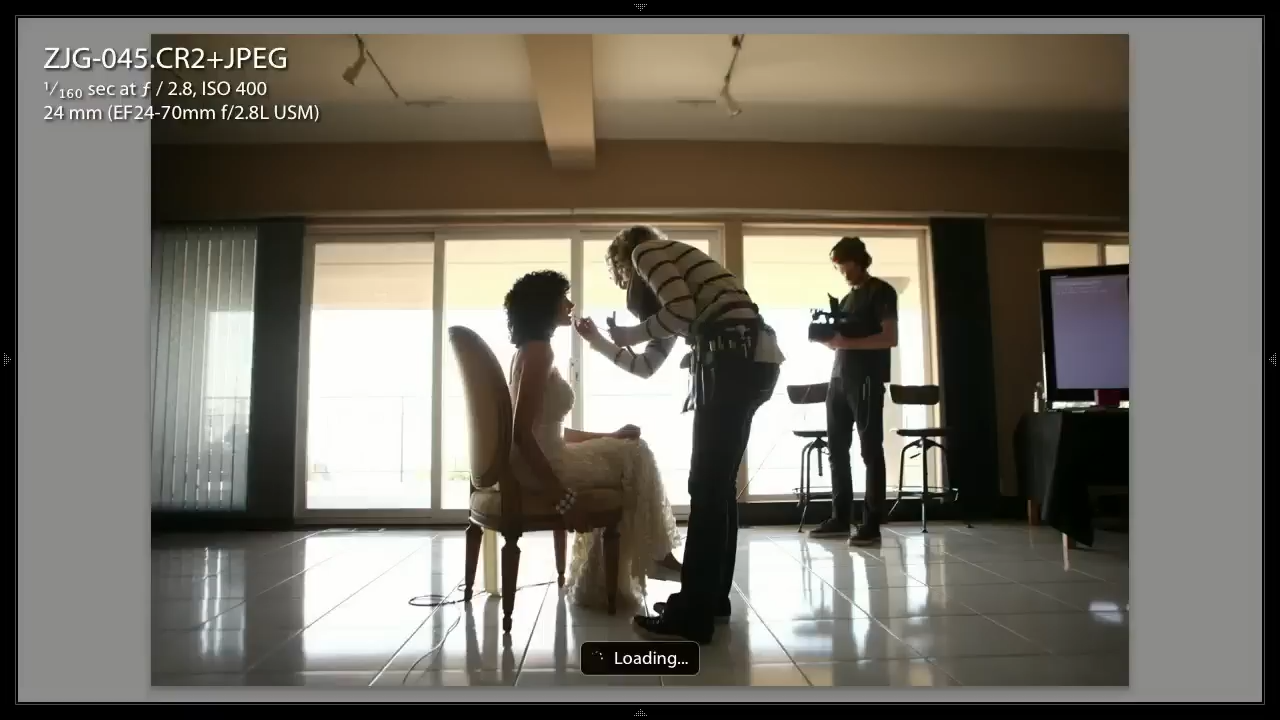 ZJG-045.CR2+JPEG
1/160 sec at ƒ / 2.8, ISO 400
24 mm (EF24-70mm f/2.8L USM)
Loading...